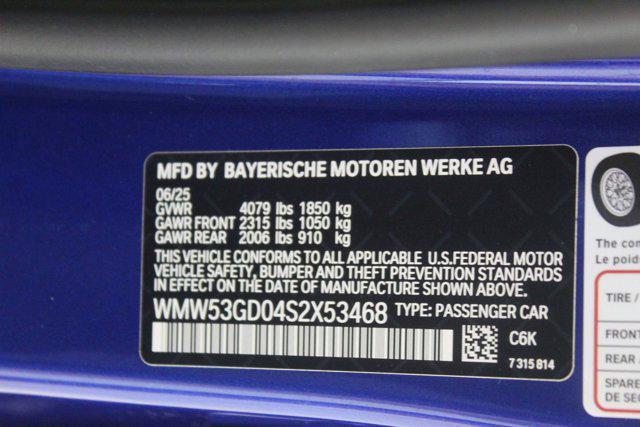 MFD BY BAYERISCHE MOTOREN WERKE AG
06/25
GVWR 4079 lbs 1850 kg
GAWR FRONT 2315 lbs 1050 kg
GAWR REAR 2006 lbs 910 kg
THIS VEHICLE CONFORMS TO ALL APPLICABLE U.S.FEDERAL MOTOR
VEHICLE SAFETY, BUMPER AND THEFT PREVENTION STANDARDS
IN EFFECT ON THE DATE OF MANUFACTURE SHOWN ABOVE.
WMW53GD04S2X53468 TYPE: PASSENGER CAR
C6K
7 315 814
The com
Le poids
TIRE /
FRONT
REAR
SPARE
DE SEC